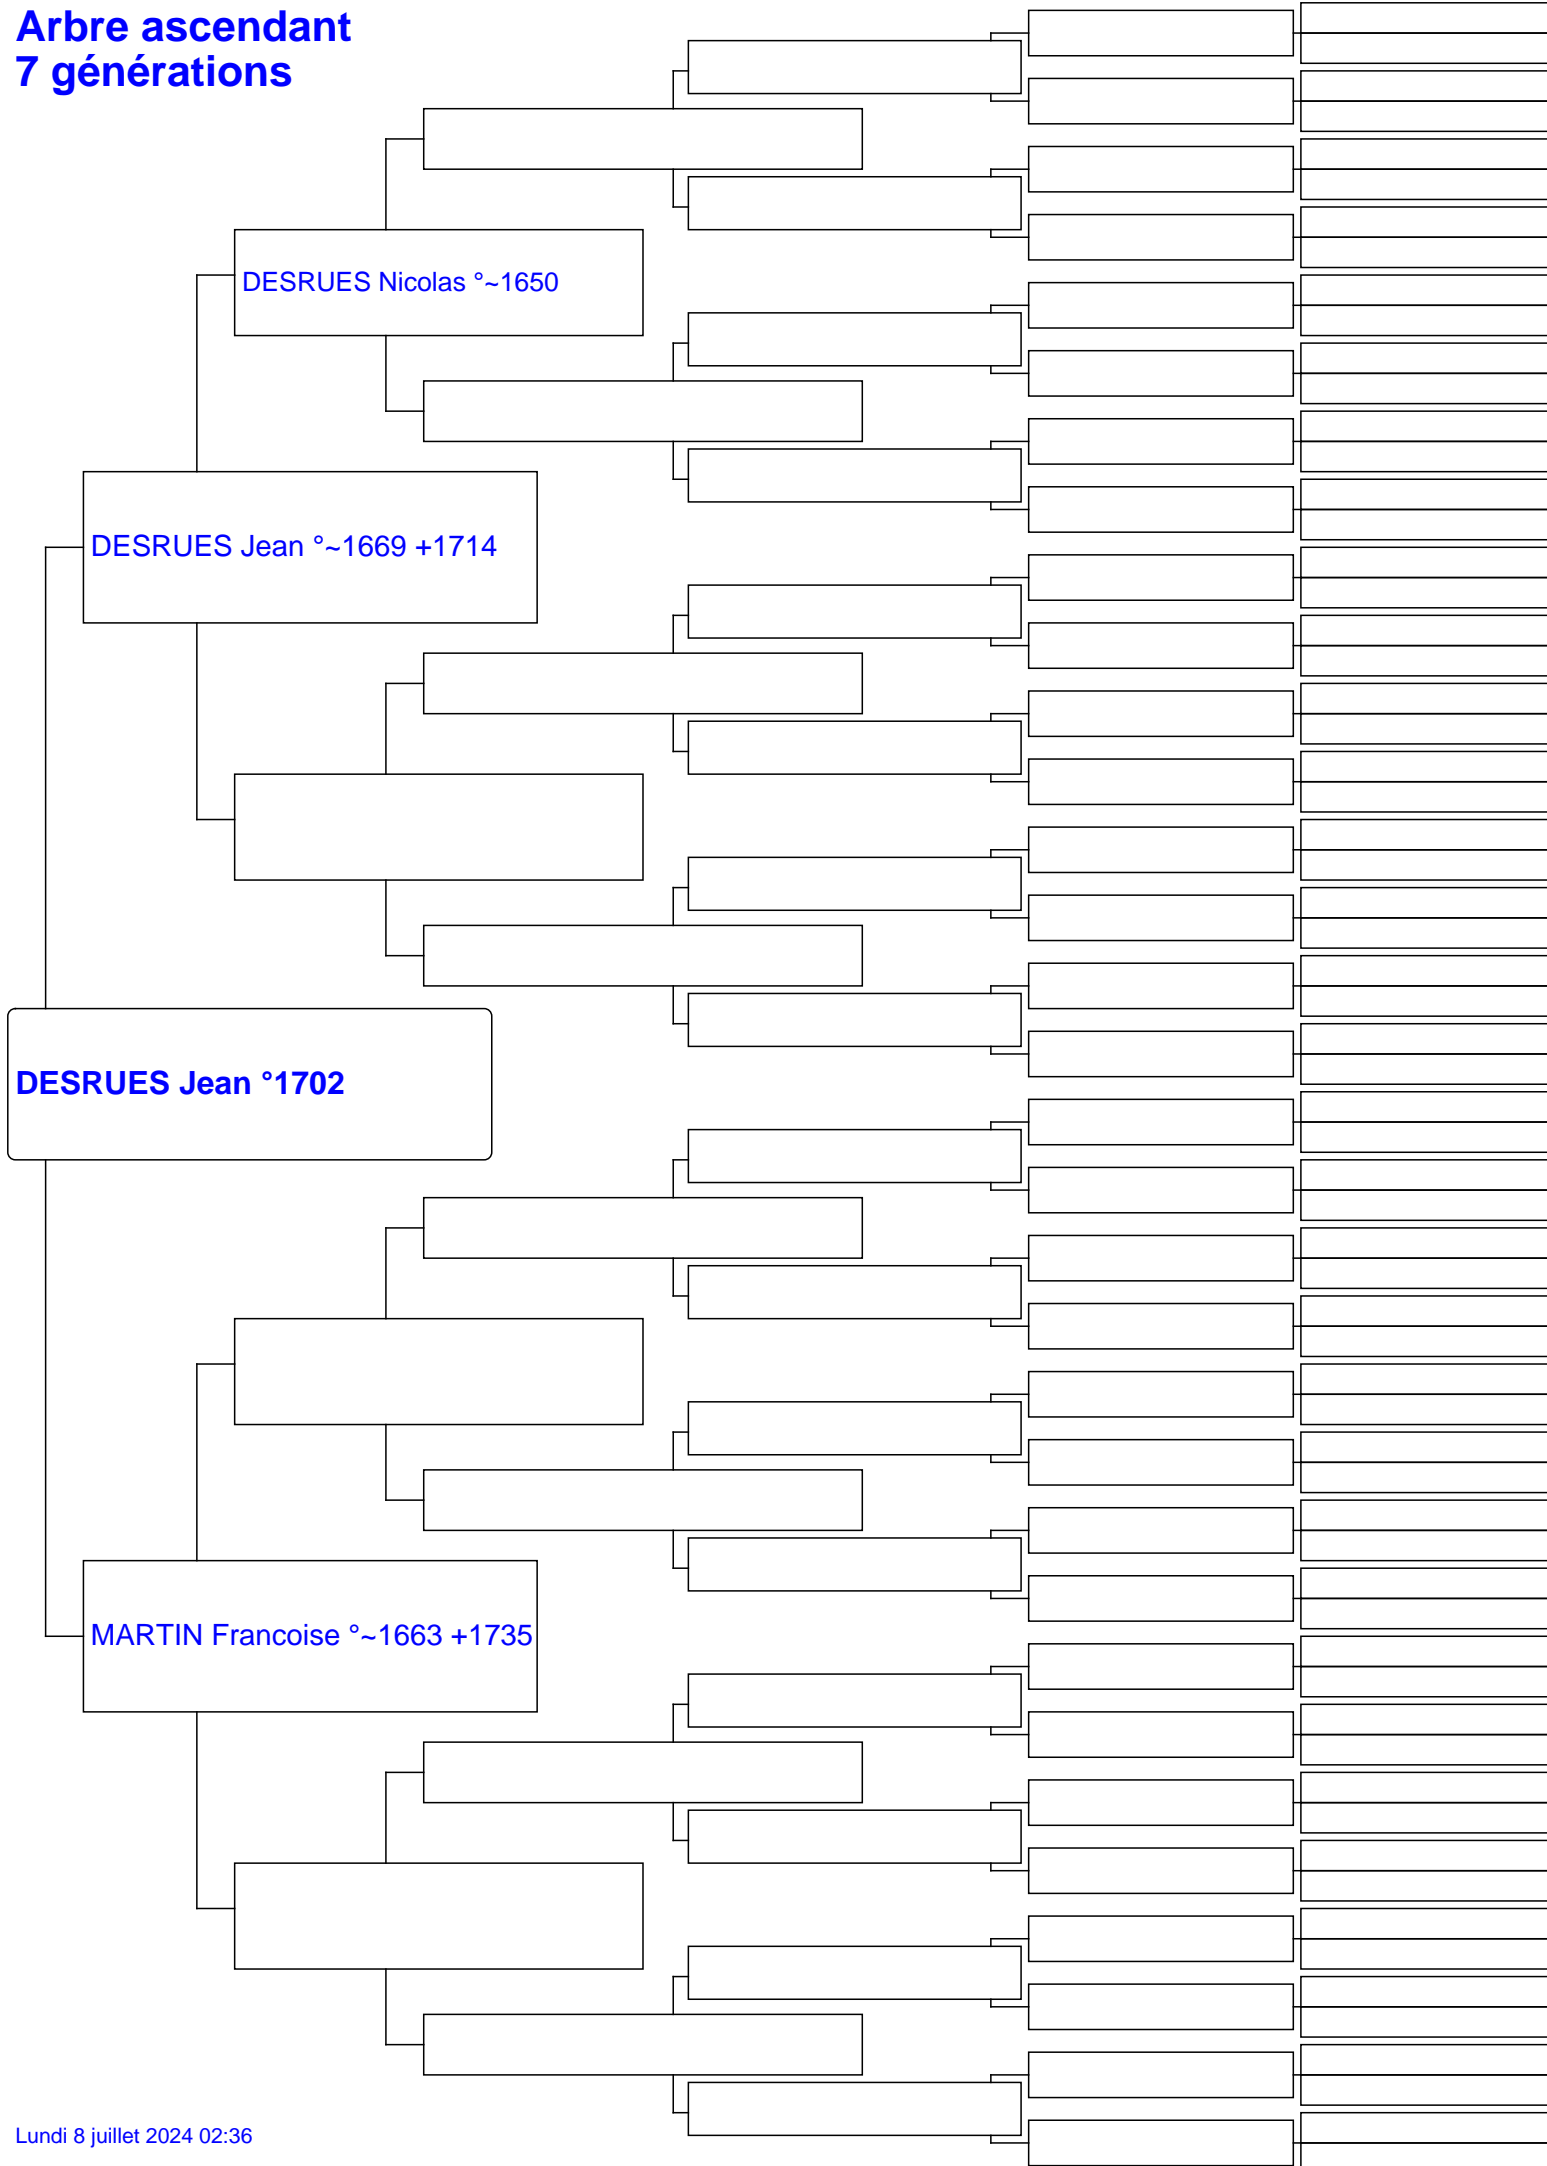 Arbre ascendant
7 générations
DESRUES Nicolas °~1650
DESRUES Jean °~1669 +1714
DESRUES Jean °1702
MARTIN Francoise °~1663 +1735
Lundi 8 juillet 2024 02:36